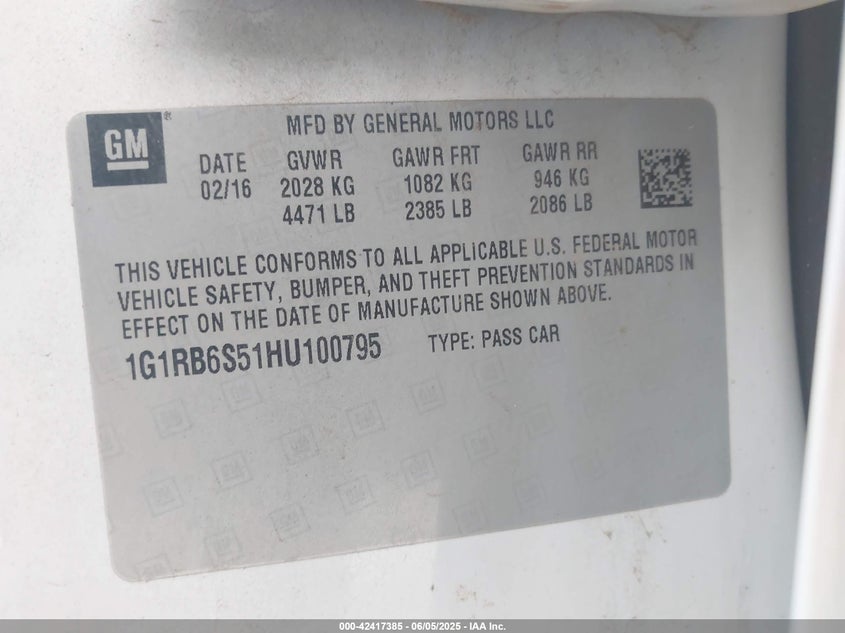 GM
MFD BY GENERAL MOTORS LLC
DATE GVWR GAWR FRT GAWR RR
02/16 2028 KG 1082 KG 946 KG
4471 LB 2385 LB 2086 LB
THIS VEHICLE CONFORMS TO ALL APPLICABLE U.S. FEDERAL MOTOR
VEHICLE SAFETY, BUMPER, AND THEFT PREVENTION STANDARDS IN
EFFECT ON THE DATE OF MANUFACTURE SHOWN ABOVE.
1G1RB6S51HU100795 TYPE: PASS CAR
000-42417385 - 06/05/2025 - IAA Inc.